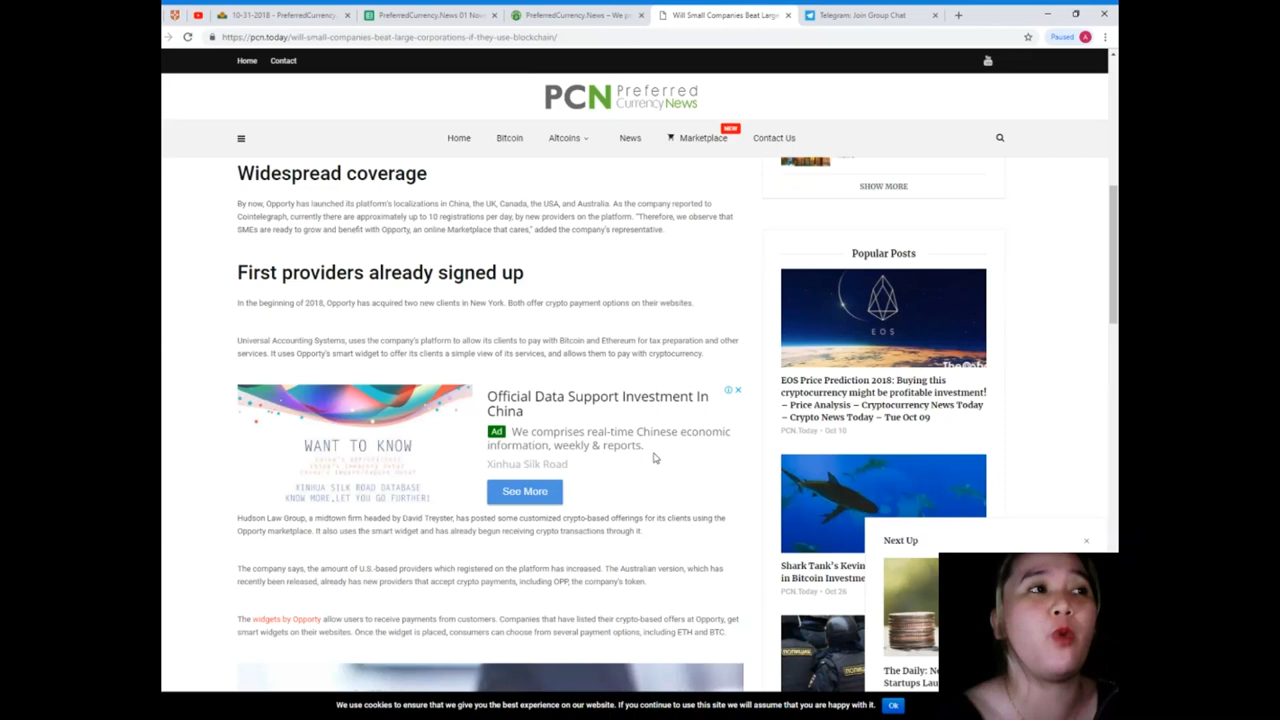 10-31-2018 - PreferredCurrency
PreferredCurrency.News 01 Nove
PreferredCurrency.News – We pr
Will Small Companies Beat Large
Telegram: Join Group Chat
https://pcn.today/will-small-companies-beat-large-corporations-if-they-use-blockchain/
Paused
A
Home
Contact
PCN Preferred
CurrencyNews
Home
Bitcoin
Altcoins
News
Marketplace
NEW
Contact Us
Widespread coverage
By now, Opporty has launched its platform's localizations in China, the UK, Canada, the USA, and Australia. As the company reported to
Cointelegraph, currently there are approximately up to 10 registrations per day, by new providers on the platform. "Therefore, we observe that
SMEs are ready to grow and benefit with Opporty, an online Marketplace that cares," added the company's representative.
First providers already signed up
In the beginning of 2018, Opporty has acquired two new clients in New York. Both offer crypto payment options on their websites.
Universal Accounting Systems, uses the company's platform to allow its clients to pay with Bitcoin and Ethereum for tax preparation and other
services. It uses Opporty's smart widget to offer its clients a simple view of its services, and allows them to pay with cryptocurrency.
WANT TO KNOW
XINHUA SILK ROAD DATABASE
KNOW MORE,LET YOU GO FURTHER!
Official Data Support Investment In
China
Ad We comprises real-time Chinese economic
information, weekly & reports.
Xinhua Silk Road
See More
Hudson Law Group, a midtown firm headed by David Treyster, has posted some customized crypto-based offerings for its clients using the
Opporty marketplace. It also uses the smart widget and has already begun receiving crypto transactions through it.
The company says, the amount of U.S.-based providers which registered on the platform has increased. The Australian version, which has
recently been released, already has new providers that accept crypto payments, including OPP, the company's token.
The widgets by Opporty allow users to receive payments from customers. Companies that have listed their crypto-based offers at Opporty, get
smart widgets on their websites. Once the widget is placed, consumers can choose from several payment options, including ETH and BTC.
SHOW MORE
Popular Posts
EOS
EOS Price Prediction 2018: Buying this
cryptocurrency might be profitable investment!
– Price Analysis – Cryptocurrency News Today
– Crypto News Today – Tue Oct 09
PCN.Today - Oct 10
Shark Tank's Kevin
in Bitcoin Investme
PCN.Today - Oct 26
ПОЛИЦИЯ
Next Up
The Daily:
Startups Lau
We use cookies to ensure that we give you the best experience on our website. If you continue to use this site we will assume that you are happy with it.
Ok